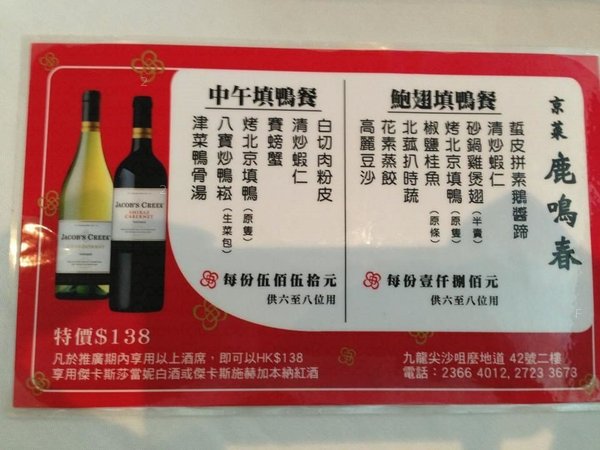 京菜 鹿鳴春
鮑翅填鴨餐
蜇皮拼素鵝醬蹄
清炒蝦仁
砂鍋雞煲翅(半賣)
烤北京填鴨(原隻)
椒鹽桂魚(原條)
北菰扒時蔬
花素蒸餃
高麗豆沙
每份壹仟捌佰元
供六至八位用
中午填鴨餐
白切肉粉皮
清炒蝦仁
賽螃蟹
烤北京填鴨(原隻)
八寶炒鴨崧(生菜包)
津菜鴨骨湯
每份伍佰伍拾元
供六至八位用
JACOB'S CREEK
JACOB'S CREEK
SHIRAZ
CABERNET
特價$138
凡於推廣期內享用以上酒席，即可以HK$138
享用傑卡斯莎當妮白酒或傑卡斯施赫加本納紅酒
九龍尖沙咀麼地道 42號二樓
電話：2366 4012, 2723 3673